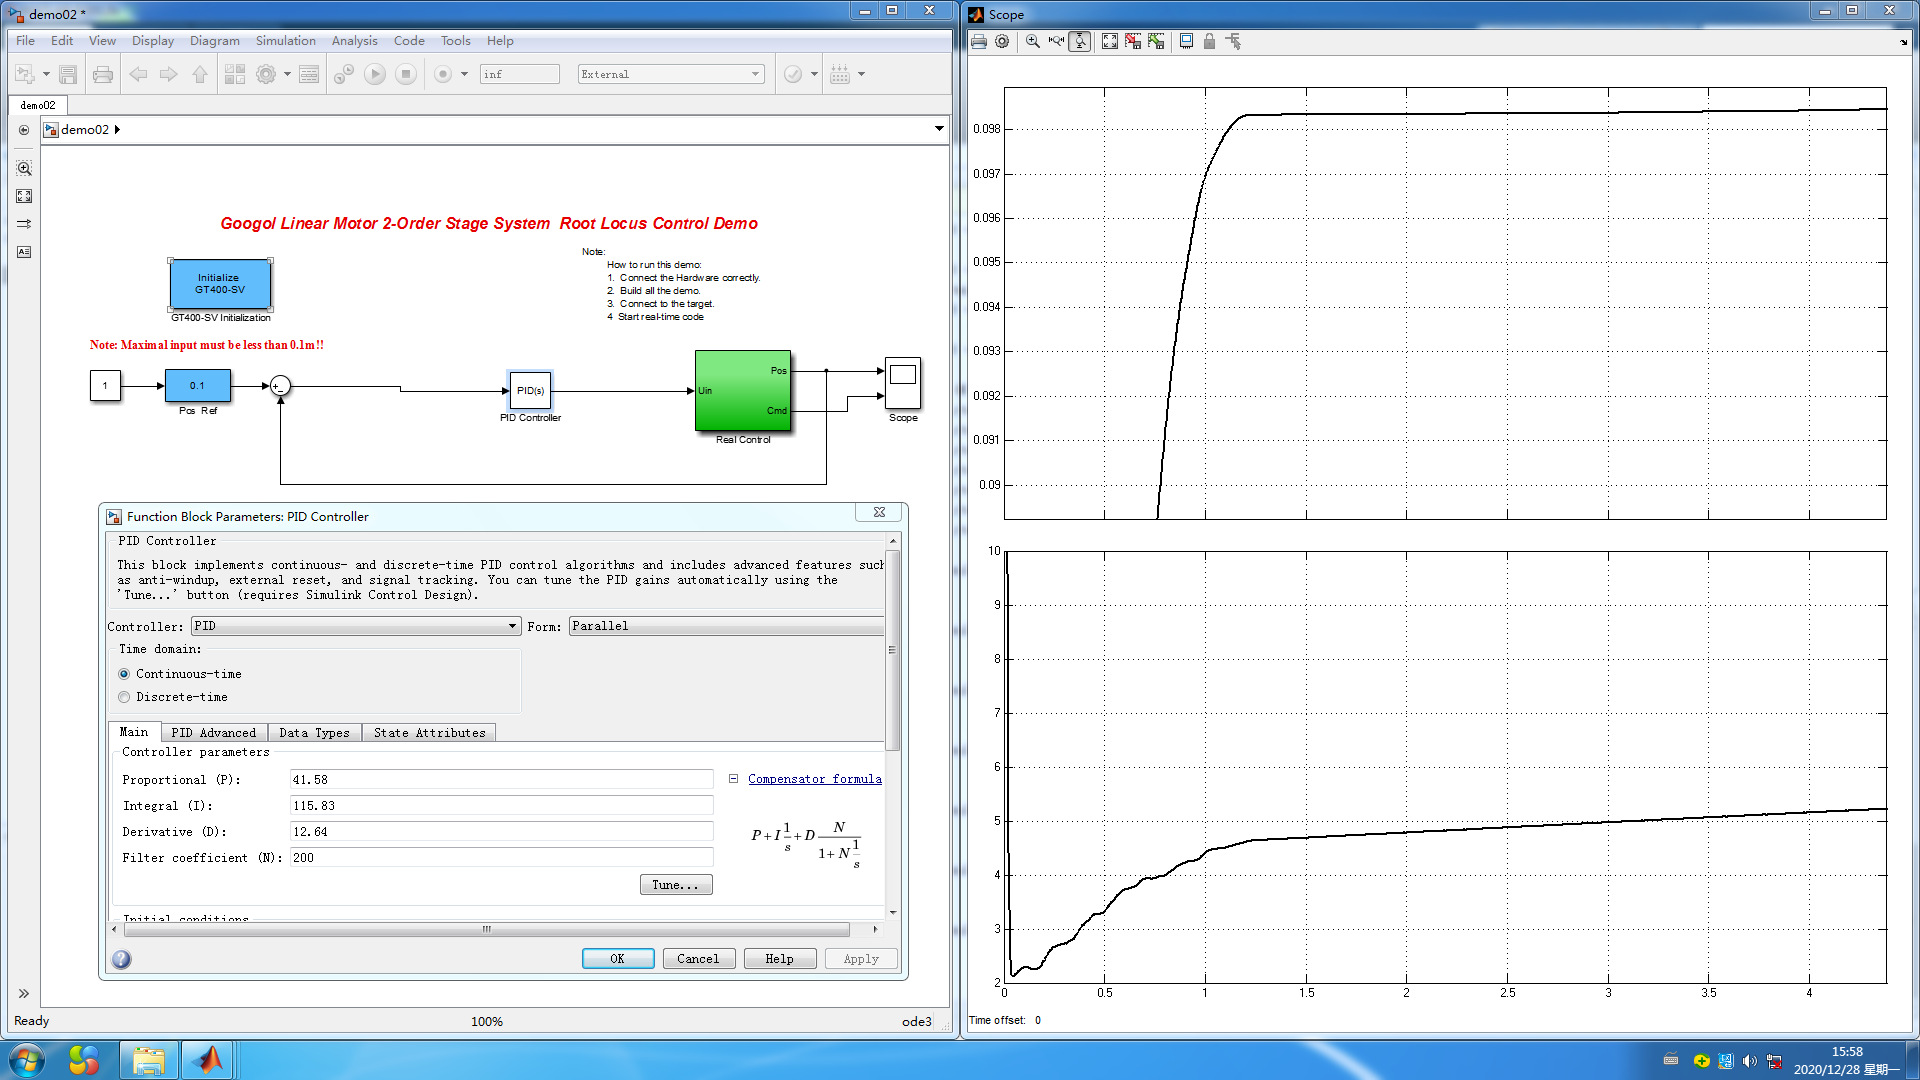 demo02 *
File Edit View Display Diagram Simulation Analysis Code Tools Help
inf
External
demo02
demo02
Googol Linear Motor 2-Order Stage System  Root Locus Control Demo
Initialize
GT400-SV
GT400-SV Initialization
Note:
How to run this demo:
1. Connect the Hardware correctly.
2. Build all the demo.
3. Connect to the target.
4 Start real-time code
Note: Maximal input must be less than 0.1m!!
1
0.1
Pos Ref
PID(s)
PID Controller
Uin
Pos
Cmd
Real Control
Scope
Function Block Parameters: PID Controller
PID Controller
This block implements continuous- and discrete-time PID control algorithms and includes advanced features such
as anti-windup, external reset, and signal tracking. You can tune the PID gains automatically using the
'Tune...' button (requires Simulink Control Design).
Controller: PID Form: Parallel
Time domain:
Continuous-time
Discrete-time
Main PID Advanced Data Types State Attributes
Controller parameters
Proportional (P): 41.58
Compensator formula
Integral (I): 115.83
Derivative (D): 12.64
Filter coefficient (N): 200
P+I 1/s +D N/(1+N 1/s)
Tune...
Initial conditions
OK Cancel Help Apply
Ready 100% ode3
Scope
0.098
0.097
0.096
0.095
0.094
0.093
0.092
0.091
0.09
10
9
8
7
6
5
4
3
2
0 0.5 1 1.5 2 2.5 3 3.5 4
Time offset: 0
15:58
2020/12/28 星期一